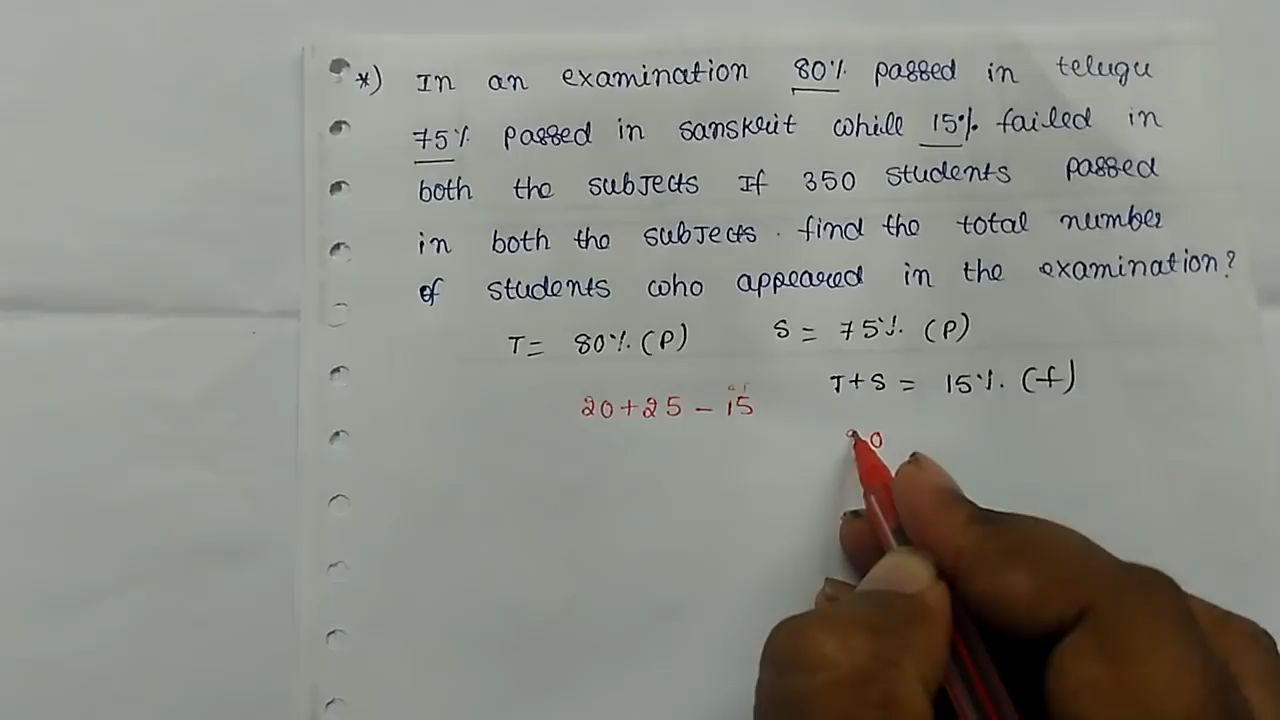 *) In an examination 80% passed in telugu
75% passed in sanskrit while 15% failed in
both the subjects If 350 students passed
in both the subjects. find the total number
of students who appeared in the examination?
T= 80%. (P) S = 75%. (P)
T+S = 15%. (f)
20+25-15